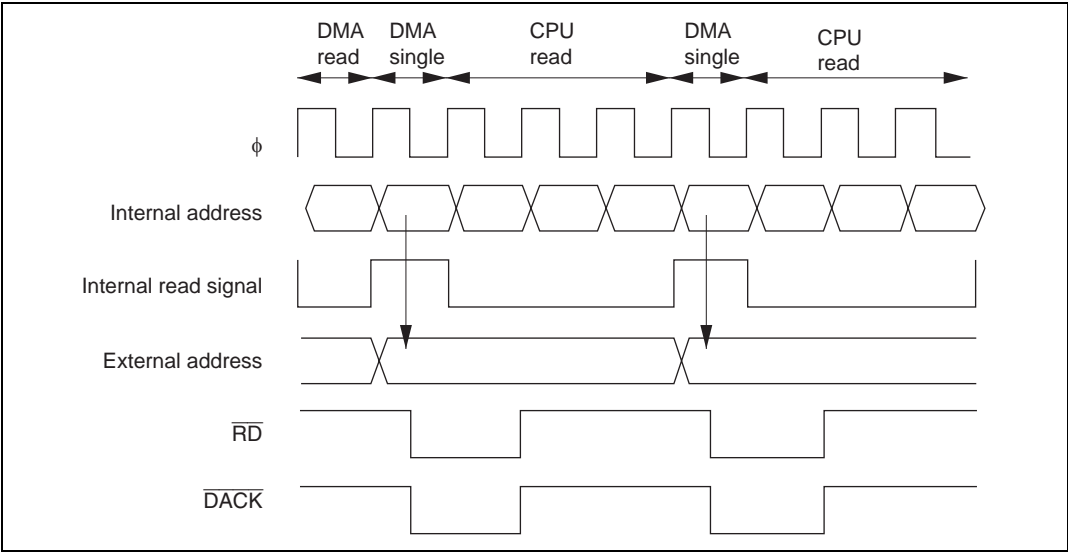 DMA read
DMA single
CPU read
DMA single
CPU read
ϕ
Internal address
Internal read signal
External address
RD
DACK